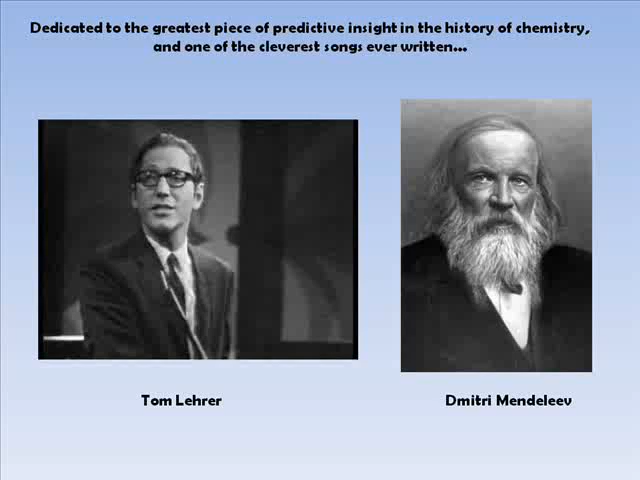 Dedicated to the greatest piece of predictive insight in the history of chemistry,
and one of the cleverest songs ever written...
Tom Lehrer
Dmitri Mendeleev